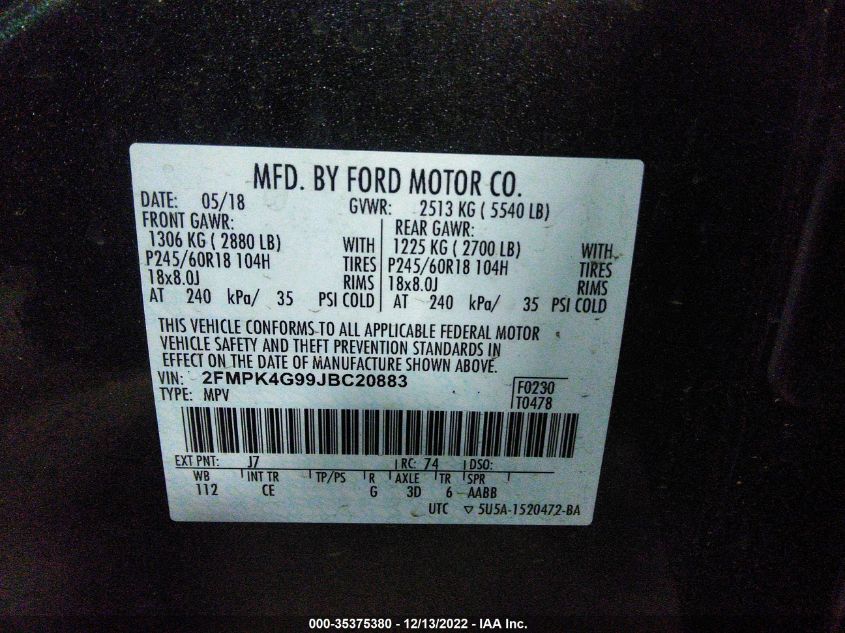 MFD. BY FORD MOTOR CO.
DATE: 05/18 GVWR: 2513 KG ( 5540 LB)
FRONT GAWR: REAR GAWR:
1306 KG ( 2880 LB) WITH 1225 KG ( 2700 LB) WITH
P245/60R18 104H TIRES P245/60R18 104H TIRES
18x8.0J RIMS 18x8.0J RIMS
AT 240 kPa/ 35 PSI COLD AT 240 kPa/ 35 PSI COLD
THIS VEHICLE CONFORMS TO ALL APPLICABLE FEDERAL MOTOR
VEHICLE SAFETY AND THEFT PREVENTION STANDARDS IN
EFFECT ON THE DATE OF MANUFACTURE SHOWN ABOVE.
VIN: 2FMPK4G99JBC20883 F0230
TYPE: MPV T0478
EXT PNT: J7 RC: 74 DSO:
WB INT TR TP/PS R AXLE TR SPR
112 CE G 3D 6 AABB
UTC ▽ 5U5A-1520472-BA
000-35375380 - 12/13/2022 - IAA Inc.